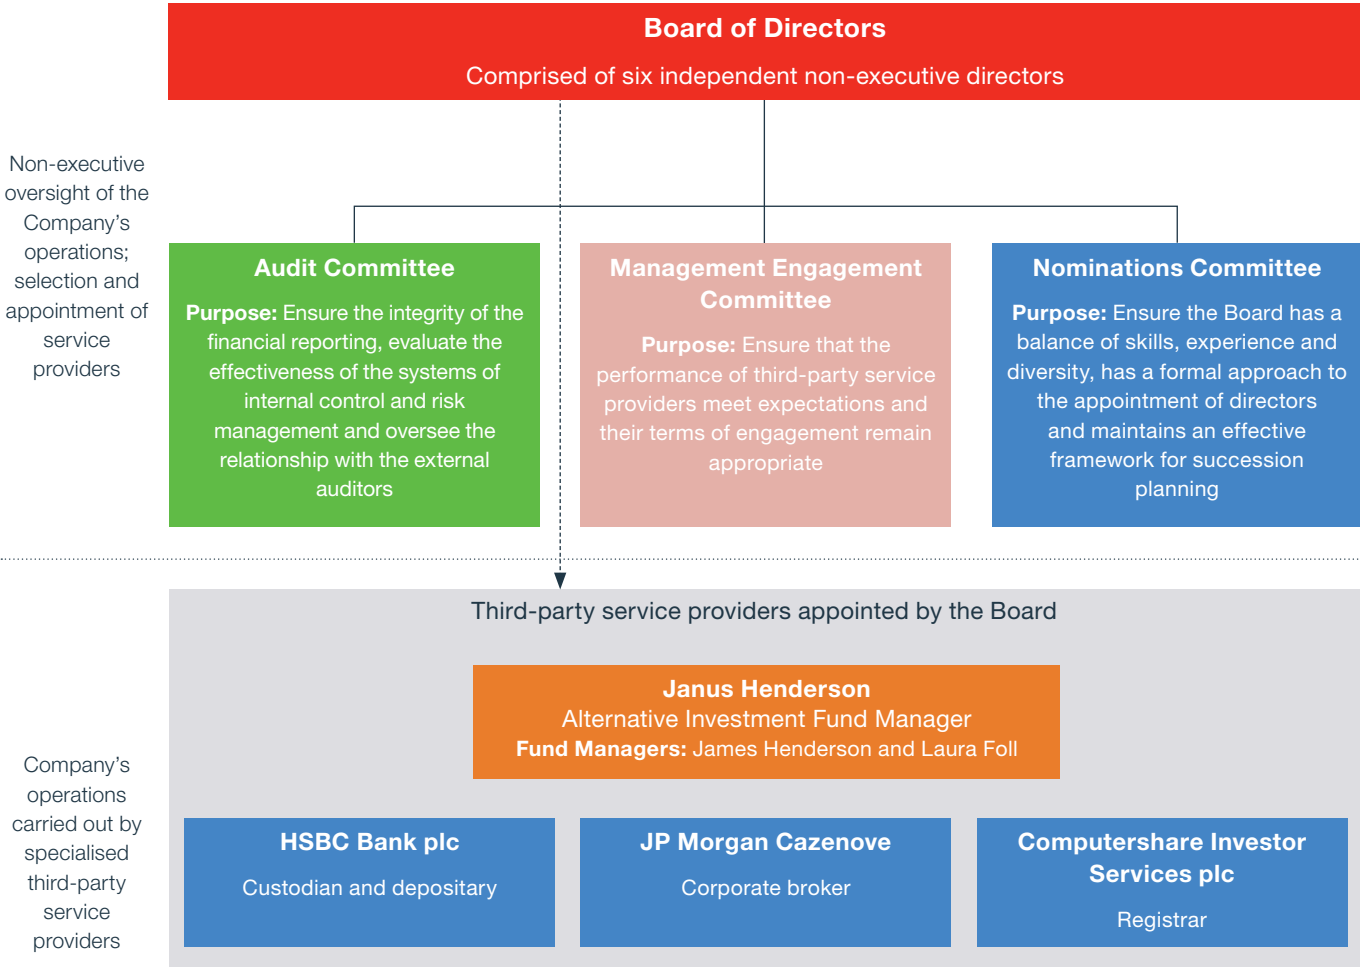 Board of Directors
Comprised of six independent non-executive directors
Non-executive
oversight of the
Company’s
operations;
selection and
appointment of
service
providers
Audit Committee
Purpose: Ensure the integrity of the
financial reporting, evaluate the
effectiveness of the systems of
internal control and risk
management and oversee the
relationship with the external
auditors
Management Engagement
Committee
Purpose: Ensure that the
performance of third-party service
providers meet expectations and
their terms of engagement remain
appropriate
Nominations Committee
Purpose: Ensure the Board has a
balance of skills, experience and
diversity, has a formal approach to
the appointment of directors
and maintains an effective
framework for succession
planning
Third-party service providers appointed by the Board
Janus Henderson
Alternative Investment Fund Manager
Fund Managers: James Henderson and Laura Foll
Company’s
operations
carried out by
specialised
third-party
service
providers
HSBC Bank plc
Custodian and depositary
JP Morgan Cazenove
Corporate broker
Computershare Investor
Services plc
Registrar